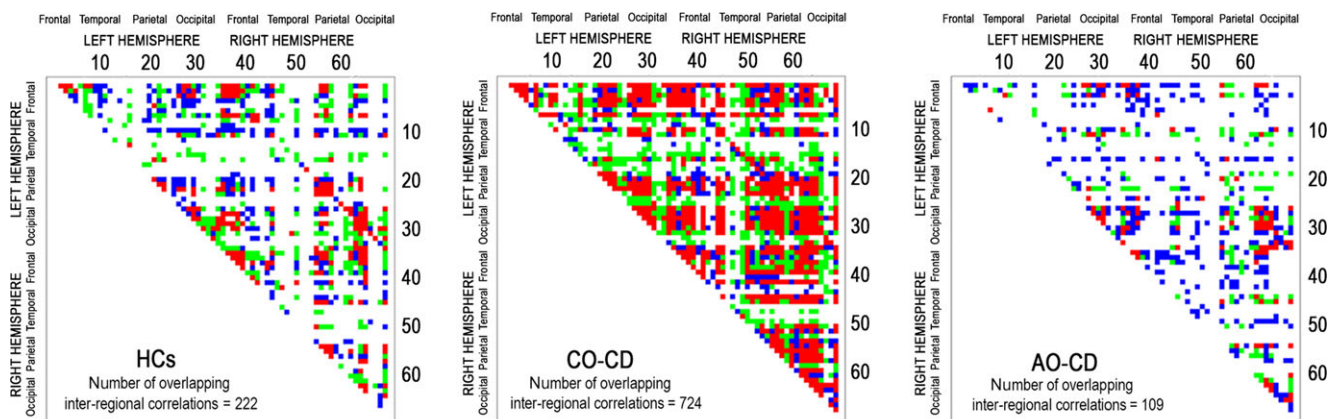 Frontal Temporal Parietal Occipital Frontal Temporal Parietal Occipital
LEFT HEMISPHERE RIGHT HEMISPHERE
10 20 30 40 50 60
LEFT HEMISPHERE
Frontal Temporal Parietal Occipital
RIGHT HEMISPHERE
Frontal Temporal Parietal Occipital
10
20
30
40
50
60
HCs
Number of overlapping
inter-regional correlations = 222
Frontal Temporal Parietal Occipital Frontal Temporal Parietal Occipital
LEFT HEMISPHERE RIGHT HEMISPHERE
10 20 30 40 50 60
LEFT HEMISPHERE
Frontal Temporal Parietal Occipital
RIGHT HEMISPHERE
Frontal Temporal Parietal Occipital
10
20
30
40
50
60
CO-CD
Number of overlapping
inter-regional correlations = 724
Frontal Temporal Parietal Occipital Frontal Temporal Parietal Occipital
LEFT HEMISPHERE RIGHT HEMISPHERE
10 20 30 40 50 60
LEFT HEMISPHERE
Frontal Temporal Parietal Occipital
RIGHT HEMISPHERE
Frontal Temporal Parietal Occipital
10
20
30
40
50
60
AO-CD
Number of overlapping
inter-regional correlations = 109